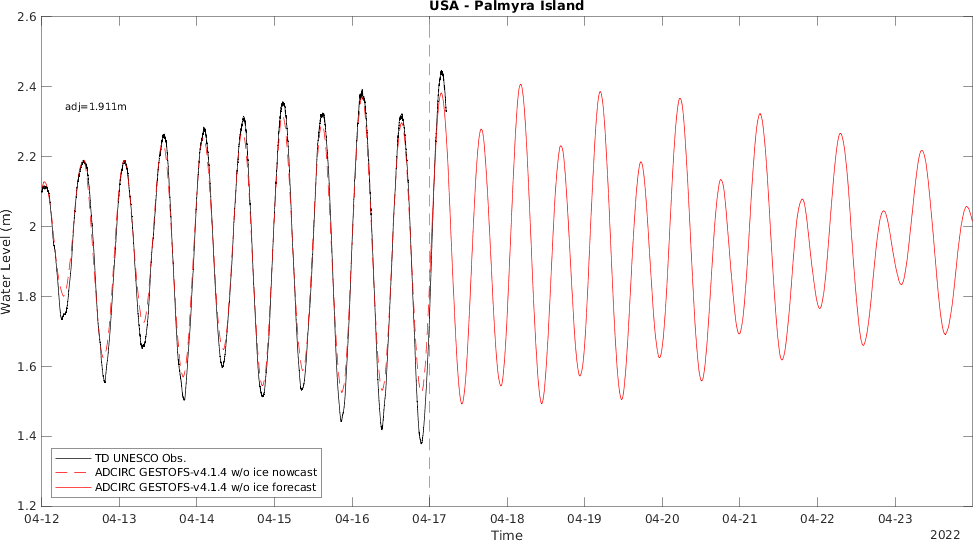 USA - Palmyra Island
2.6
2.4
adj=1.911m
2.2
2
Water Level (m)
1.8
1.6
1.4
TD UNESCO Obs.
ADCIRC GESTOFS-v4.1.4 w/o ice nowcast
ADCIRC GESTOFS-v4.1.4 w/o ice forecast
1.2
04-12 04-13 04-14 04-15 04-16 04-17 04-18 04-19 04-20 04-21 04-22 04-23
Time
2022